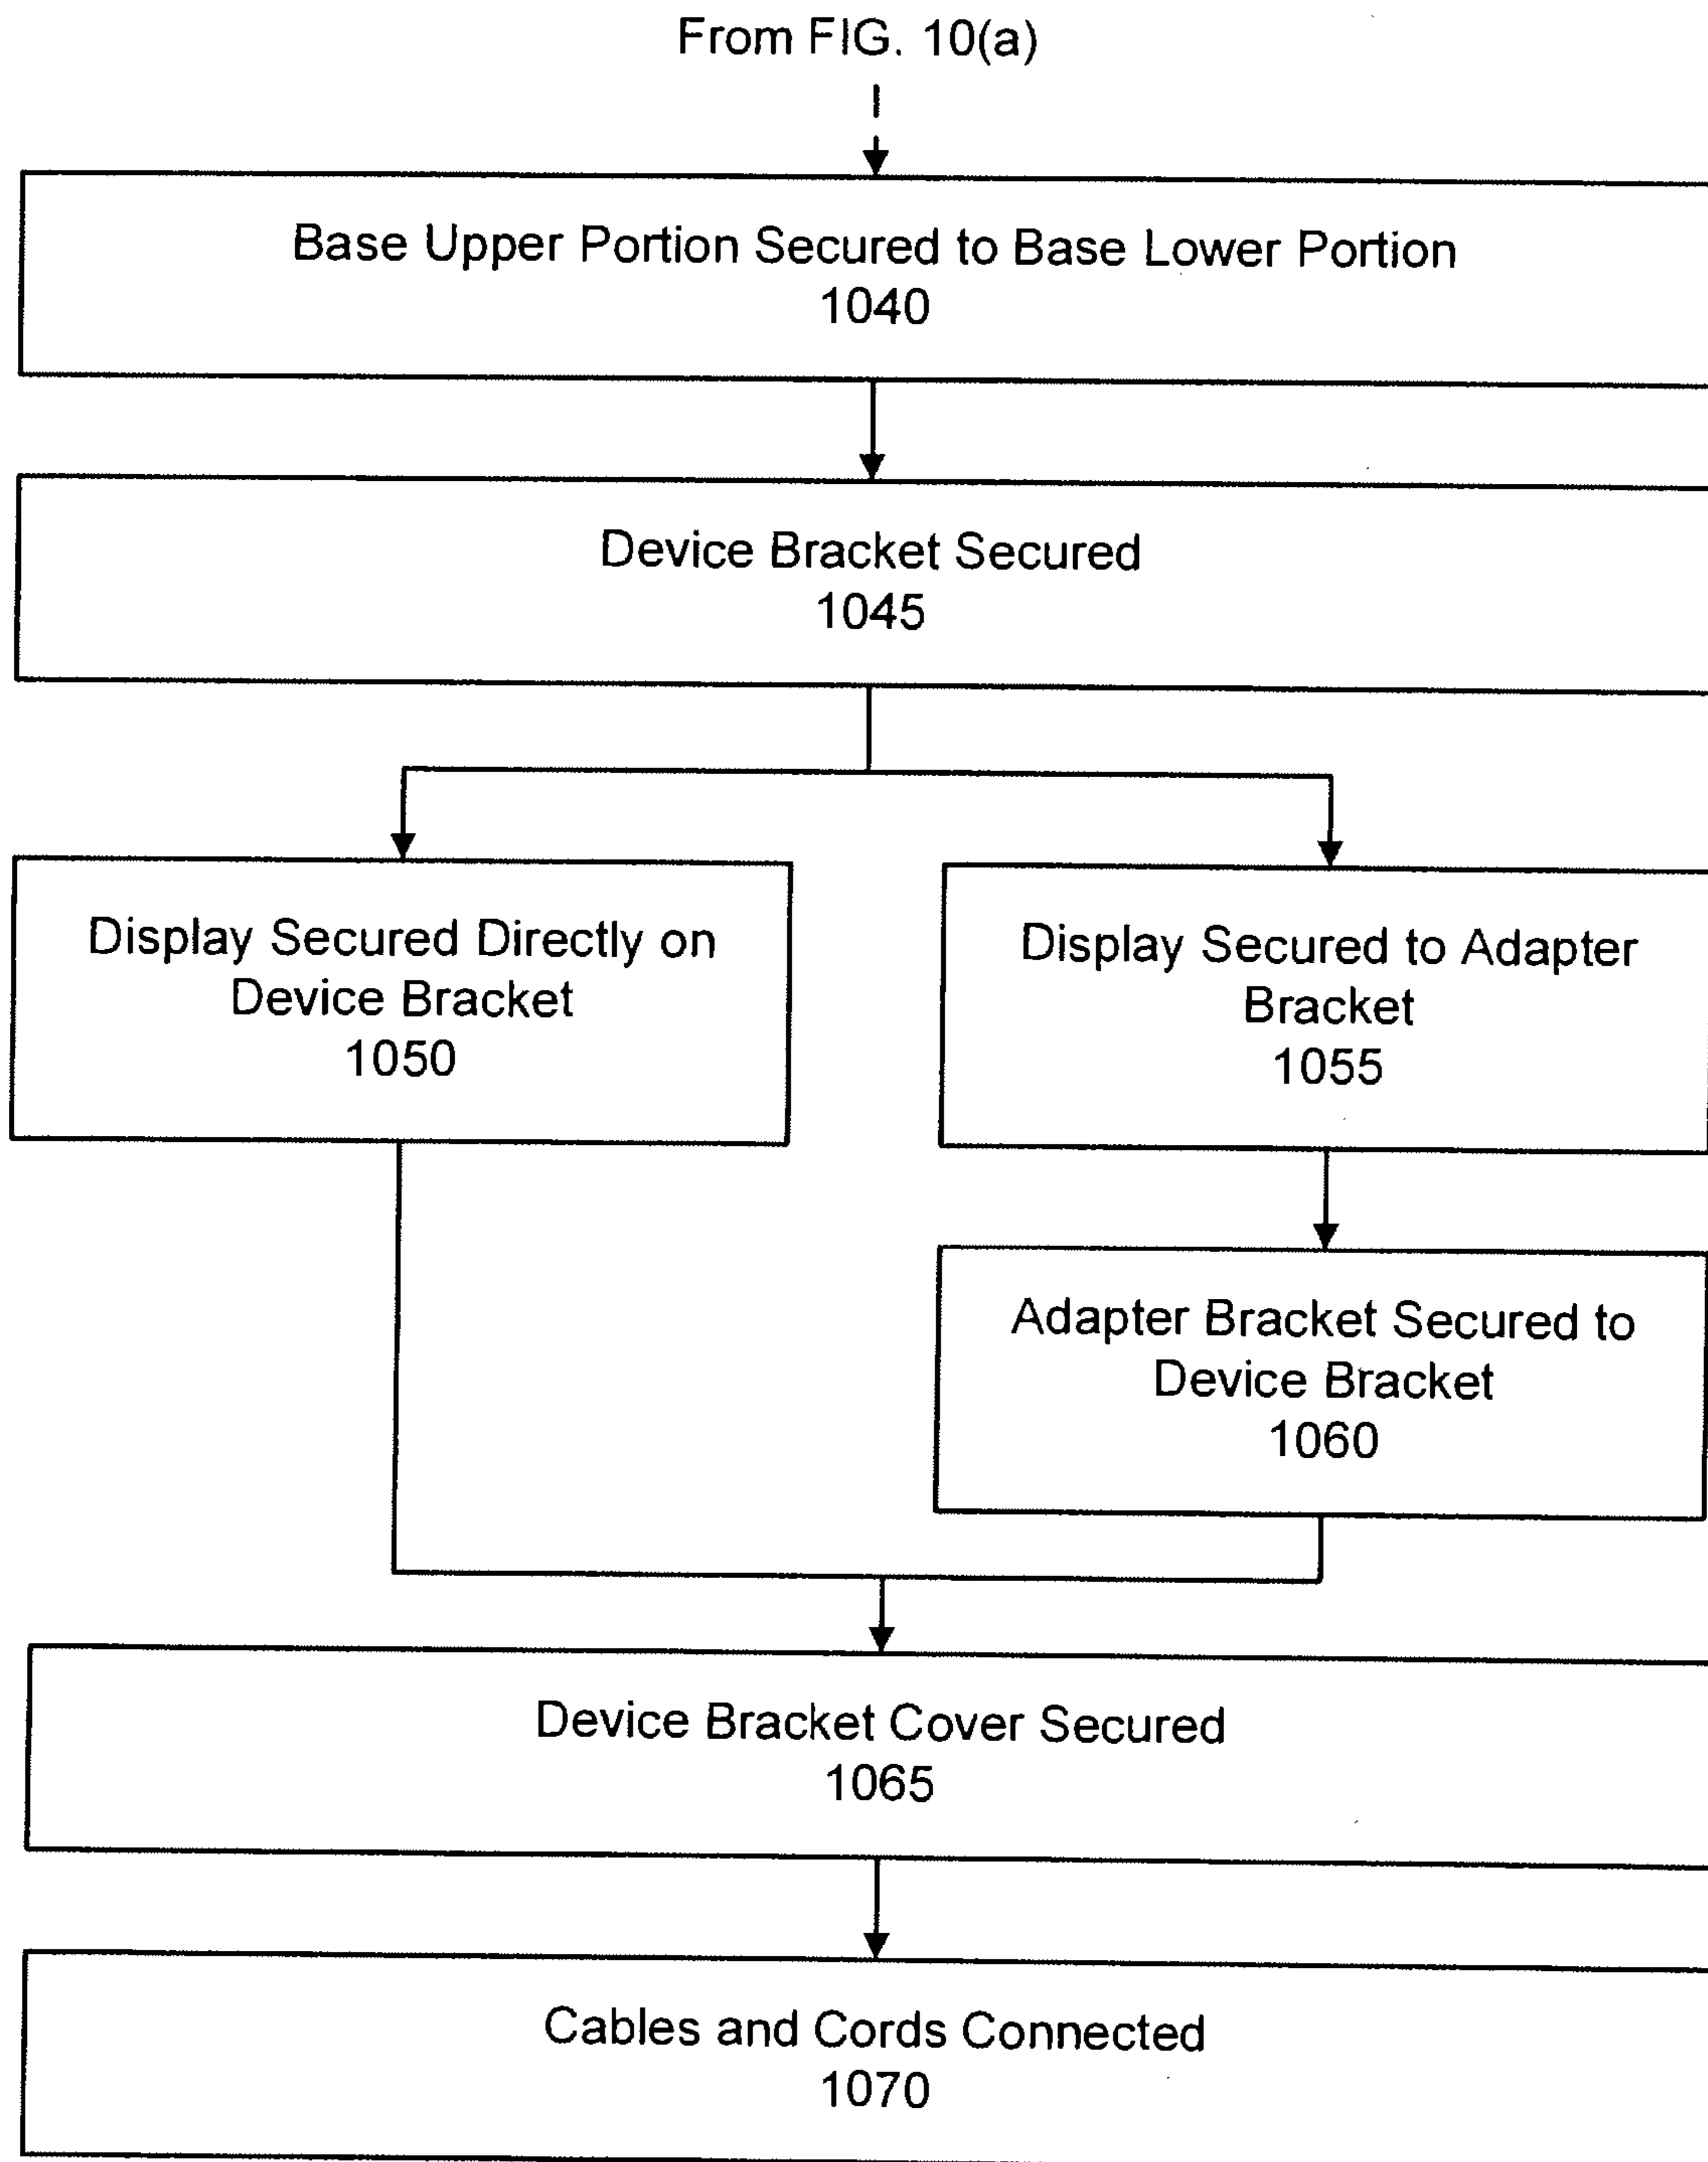 From FIG. 10(a)
Base Upper Portion Secured to Base Lower Portion
1040
Device Bracket Secured
1045
Display Secured Directly on
Device Bracket
1050
Display Secured to Adapter
Bracket
1055
Adapter Bracket Secured to
Device Bracket
1060
Device Bracket Cover Secured
1065
Cables and Cords Connected
1070